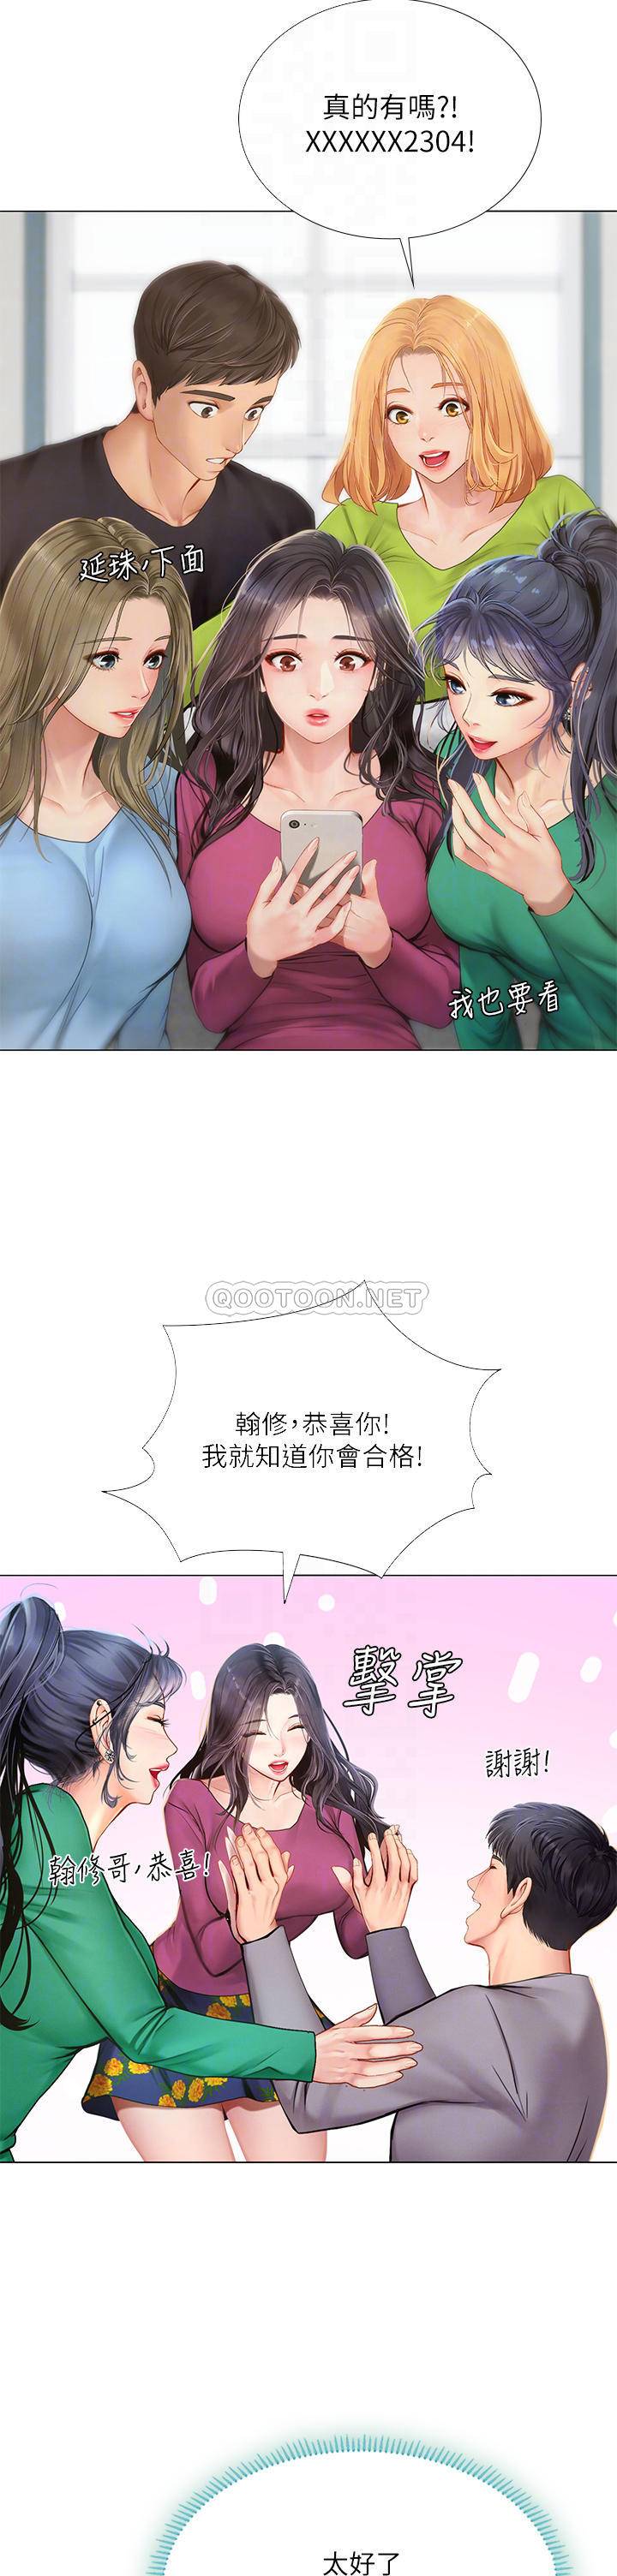 真的有嗎?!
XXXXXX2304!
延珠，下面
我也要看
QOOTOON.NET
翰修，恭喜你!
我就知道你會合格!
擊掌
謝謝!
翰修哥，恭喜!
太好了